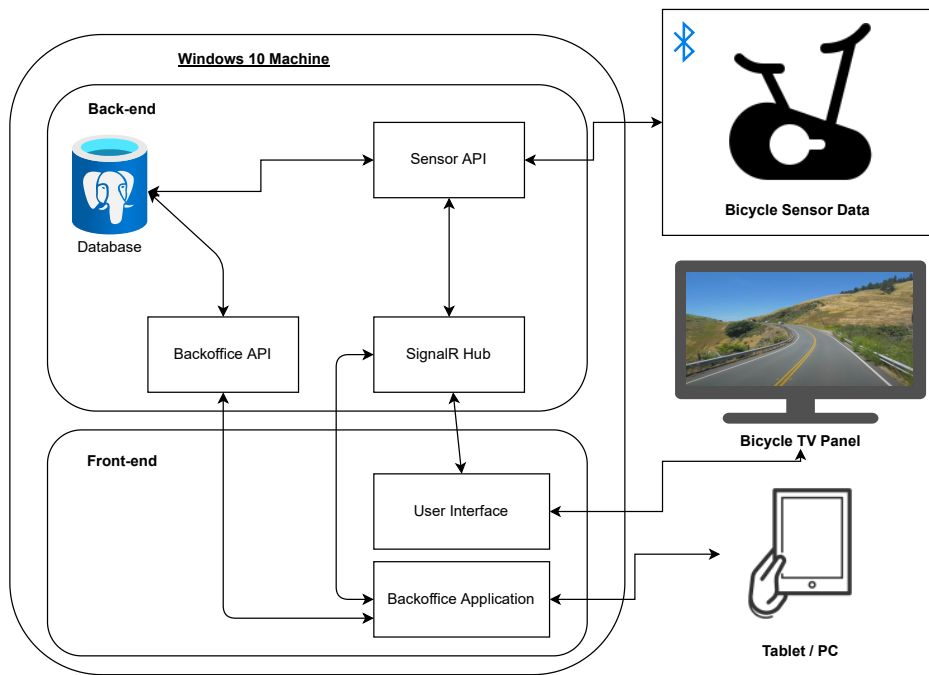 Windows 10 Machine
Back-end
Sensor API
Database
Backoffice API
SignalR Hub
Bicycle Sensor Data
Bicycle TV Panel
Front-end
User Interface
Backoffice Application
Tablet / PC